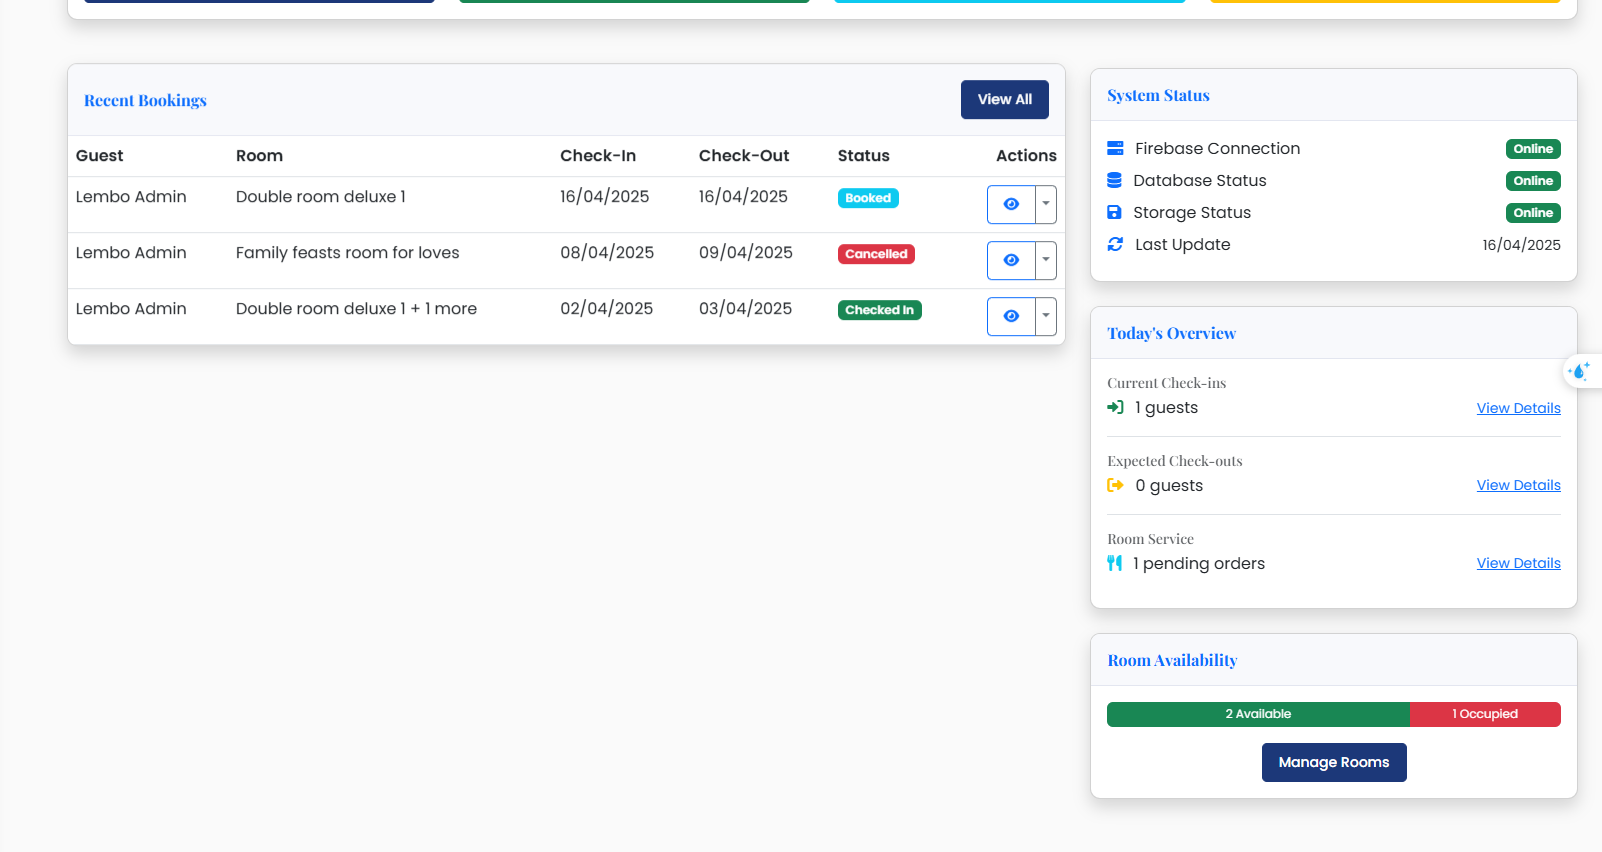 Recent Bookings
View All
Guest Room Check-In Check-Out Status Actions
Lembo Admin Double room deluxe 1 16/04/2025 16/04/2025 Booked
Lembo Admin Family feasts room for loves 08/04/2025 09/04/2025 Cancelled
Lembo Admin Double room deluxe 1 + 1 more 02/04/2025 03/04/2025 Checked In
System Status
Firebase Connection Online
Database Status Online
Storage Status Online
Last Update 16/04/2025
Today's Overview
Current Check-ins
1 guests View Details
Expected Check-outs
0 guests View Details
Room Service
1 pending orders View Details
Room Availability
2 Available 1 Occupied
Manage Rooms